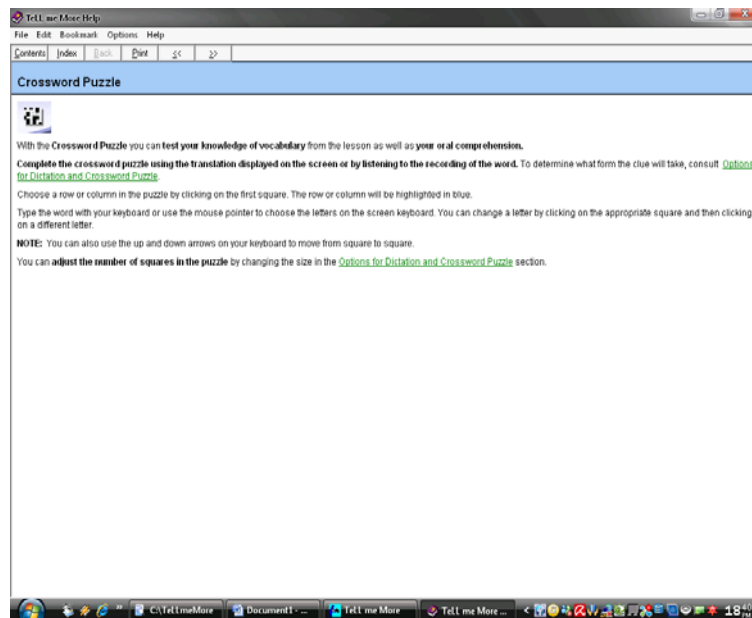 TeLL me More Help
File Edit Bookmark Options Help
Contents Index Back Print << >>
Crossword Puzzle
With the Crossword Puzzle you can test your knowledge of vocabulary from the lesson as well as your oral comprehension.
Complete the crossword puzzle using the translation displayed on the screen or by listening to the recording of the word. To determine what form the clue will take, consult Options
for Dictation and Crossword Puzzle.
Choose a row or column in the puzzle by clicking on the first square. The row or column will be highlighted in blue.
Type the word with your keyboard or use the mouse pointer to choose the letters on the screen keyboard. You can change a letter by clicking on the appropriate square and then clicking
on a different letter.
NOTE: You can also use the up and down arrows on your keyboard to move from square to square.
You can adjust the number of squares in the puzzle by changing the size in the Options for Dictation and Crossword Puzzle section.
C:\TeLLmeMore Document1 - ... TeLL me More TeLL me More ... 18